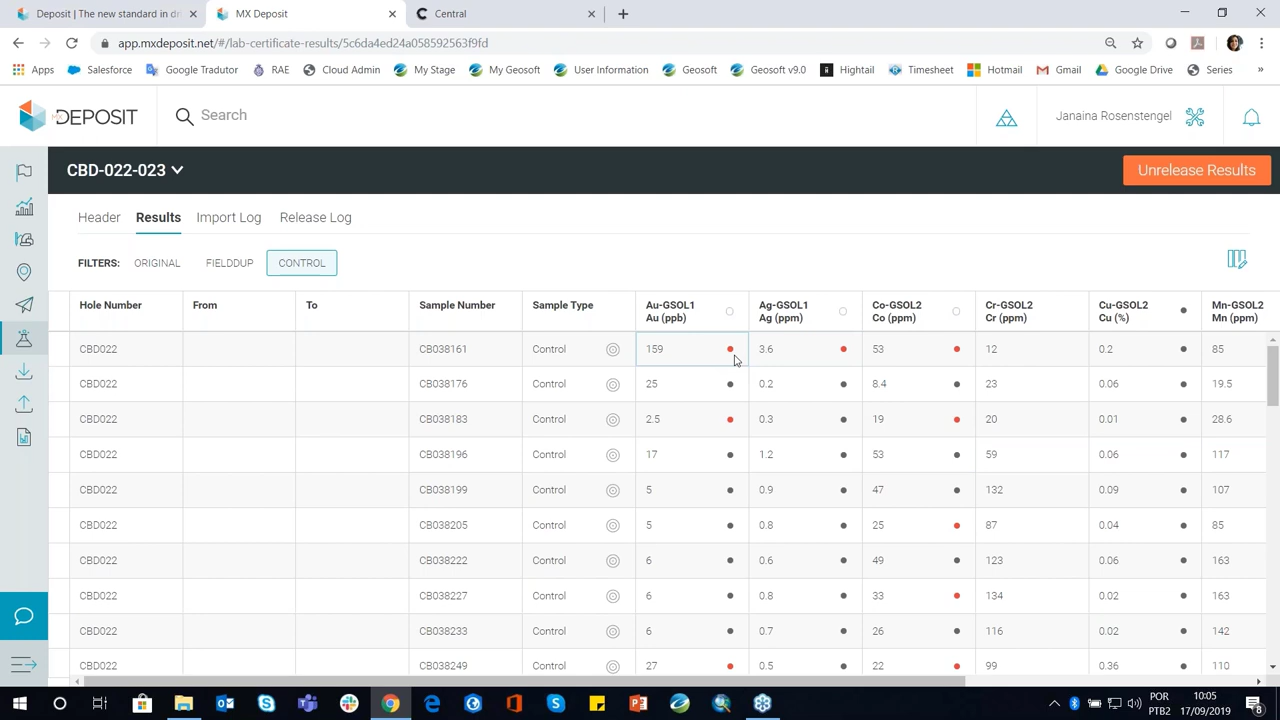 Deposit | The new standard in dri
MX Deposit
Central
app.mxdeposit.net/#/lab-certificate-results/5c6da4ed24a058592563f9fd
Apps
Salesforce
Google Tradutor
RAE
Cloud Admin
My Stage
My Geosoft
User Information
Geosoft
Geosoft v9.0
Hightail
Timesheet
Hotmail
Gmail
Google Drive
Series
»
DEPOSIT
Search
Janaina Rosenstengel
CBD-022-023
Unrelease Results
Header
Results
Import Log
Release Log
FILTERS:
ORIGINAL
FIELDDUP
CONTROL
Hole Number
From
To
Sample Number
Sample Type
Au-GSOL1
Au (ppb)
Ag-GSOL1
Ag (ppm)
Co-GSOL2
Co (ppm)
Cr-GSOL2
Cr (ppm)
Cu-GSOL2
Cu (%)
Mn-GSOL2
Mn (ppm)
CBD022 CB038161 Control 159 3.6 53 12 0.2 85
CBD022 CB038176 Control 25 0.2 8.4 23 0.06 19.5
CBD022 CB038183 Control 2.5 0.3 19 20 0.01 28.6
CBD022 CB038196 Control 17 1.2 53 59 0.06 117
CBD022 CB038199 Control 5 0.9 47 132 0.09 107
CBD022 CB038205 Control 5 0.8 25 87 0.04 85
CBD022 CB038222 Control 6 0.6 49 123 0.06 163
CBD022 CB038227 Control 6 0.8 33 134 0.02 163
CBD022 CB038233 Control 6 0.7 26 116 0.02 142
CBD022 CB038249 Control 27 0.5 22 99 0.36 110
POR
PTB2
10:05
17/09/2019
8